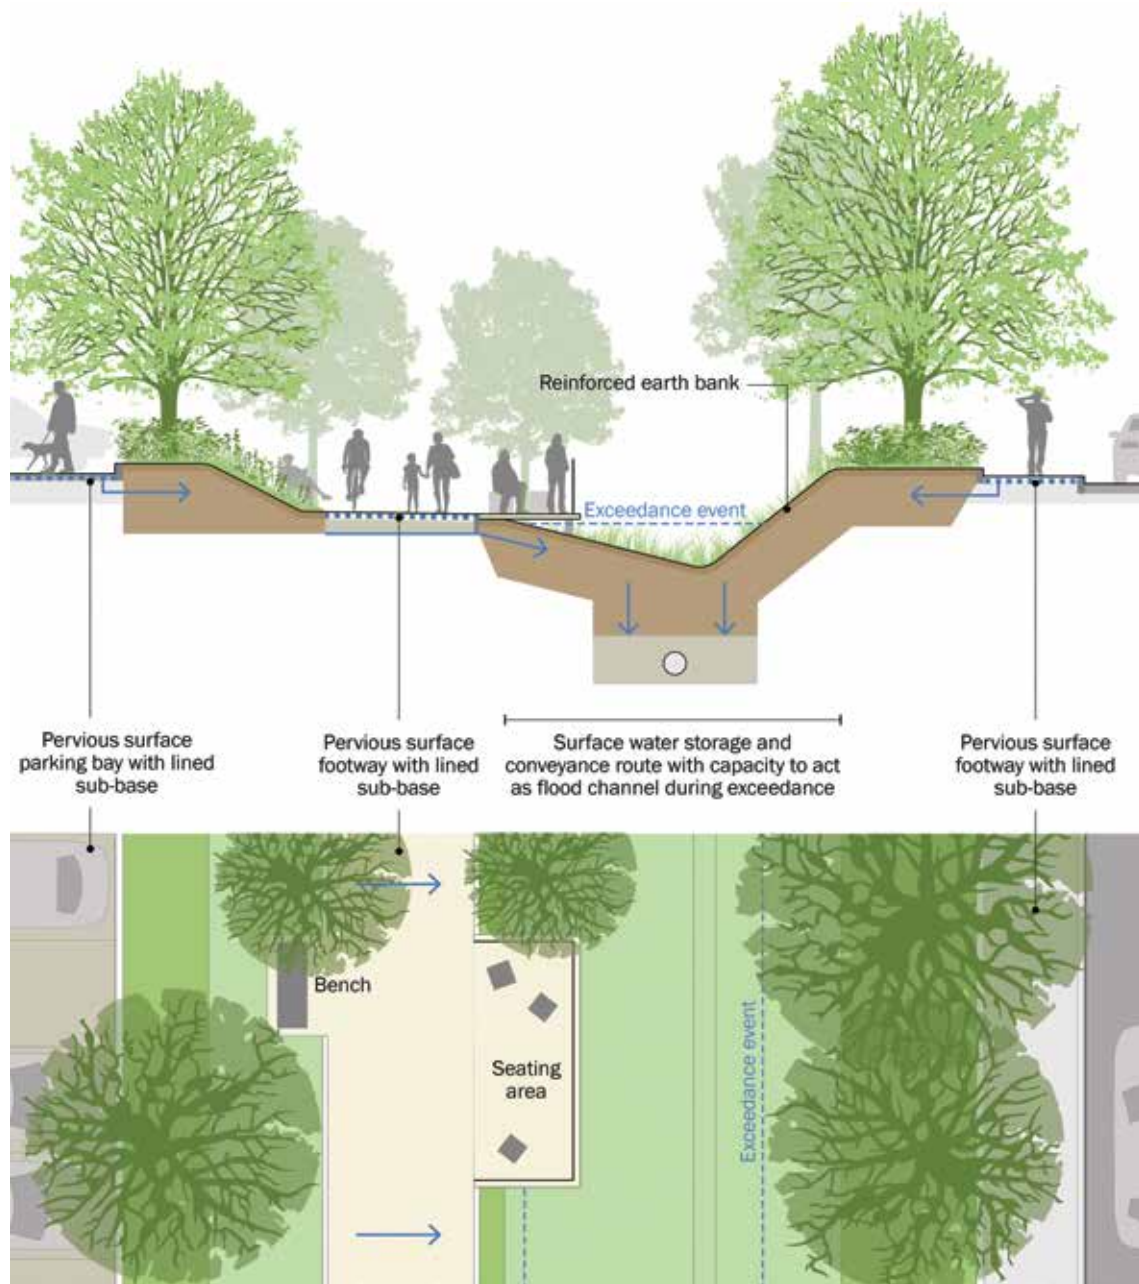 Reinforced earth bank
Exceedance event
Pervious surface
parking bay with lined
sub-base
Pervious surface
footway with lined
sub-base
Surface water storage and
conveyance route with capacity to act
as flood channel during exceedance
Pervious surface
footway with lined
sub-base
Bench
Seating
area
Exceedance event